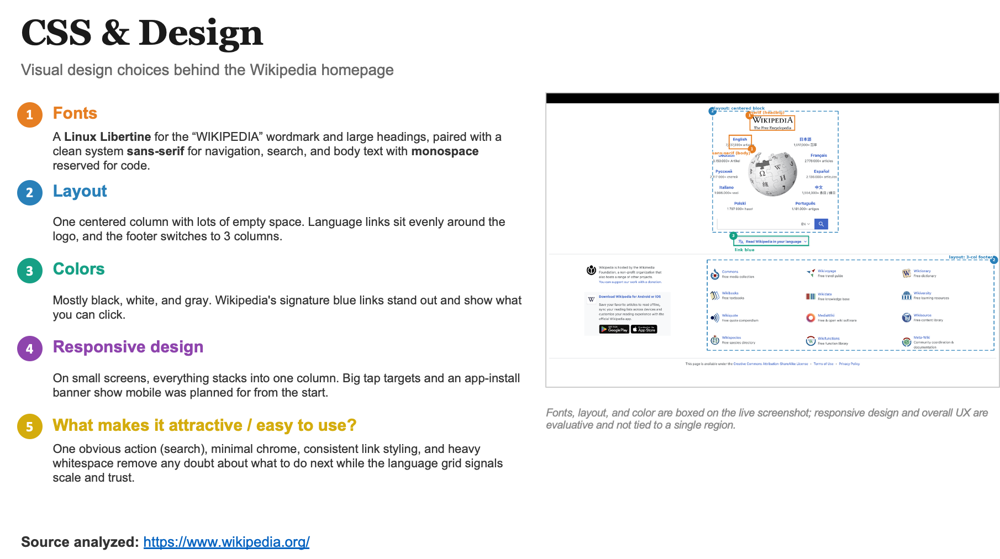 CSS & Design
Visual design choices behind the Wikipedia homepage
1 Fonts
A Linux Libertine for the “WIKIPEDIA” wordmark and large headings, paired with a
clean system sans-serif for navigation, search, and body text with monospace
reserved for code.
2 Layout
One centered column with lots of empty space. Language links sit evenly around the
logo, and the footer switches to 3 columns.
3 Colors
Mostly black, white, and gray. Wikipedia's signature blue links stand out and show what
you can click.
4 Responsive design
On small screens, everything stacks into one column. Big tap targets and an app-install
banner show mobile was planned for from the start.
5 What makes it attractive / easy to use?
One obvious action (search), minimal chrome, consistent link styling, and heavy
whitespace remove any doubt about what to do next while the language grid signals
scale and trust.
Source analyzed: https://www.wikipedia.org/
2 layout: centered block
1 serif (heading)
WIKIPEDIA
The Free Encyclopedia
English
日本語
1
sans-serif (body)
Deutsch
3.150.000+ Artikel
Français
2 778 000+ articles
Русский
статей
Español
2.136.000+ artículos
Italiano
1.986.000+ voci
中文
1,554,000+ 条目 / 條目
Polski
1 707 000+ haseł
Português
1.181.000+ artigos
EN
3
Read Wikipedia in your language
link blue
layout: 3-col footer 2
Wikipedia is hosted by the Wikimedia
Foundation, a non-profit organization that
also hosts a range of other projects.
You can support our work with a donation.
Download Wikipedia for Android or iOS
Save your favorite articles to read offline,
sync your reading lists across devices and
customize your reading experience with the
official Wikipedia app.
GET IT ON
Google Play
Download on the
App Store
Commons
Free media collection
Wikivoyage
Free travel guide
Wiktionary
Free dictionary
Wikibooks
Free textbooks
Wikidata
Free knowledge base
Wikiversity
Free learning resources
Wikiquote
Free quote compendium
MediaWiki
Free & open wiki software
Wikisource
Free content library
Wikispecies
Free species directory
Wikifunctions
Free function library
Meta-Wiki
Community coordination &
documentation
This page is available under the Creative Commons Attribution-ShareAlike License • Terms of Use • Privacy Policy
Fonts, layout, and color are boxed on the live screenshot; responsive design and overall UX are
evaluative and not tied to a single region.